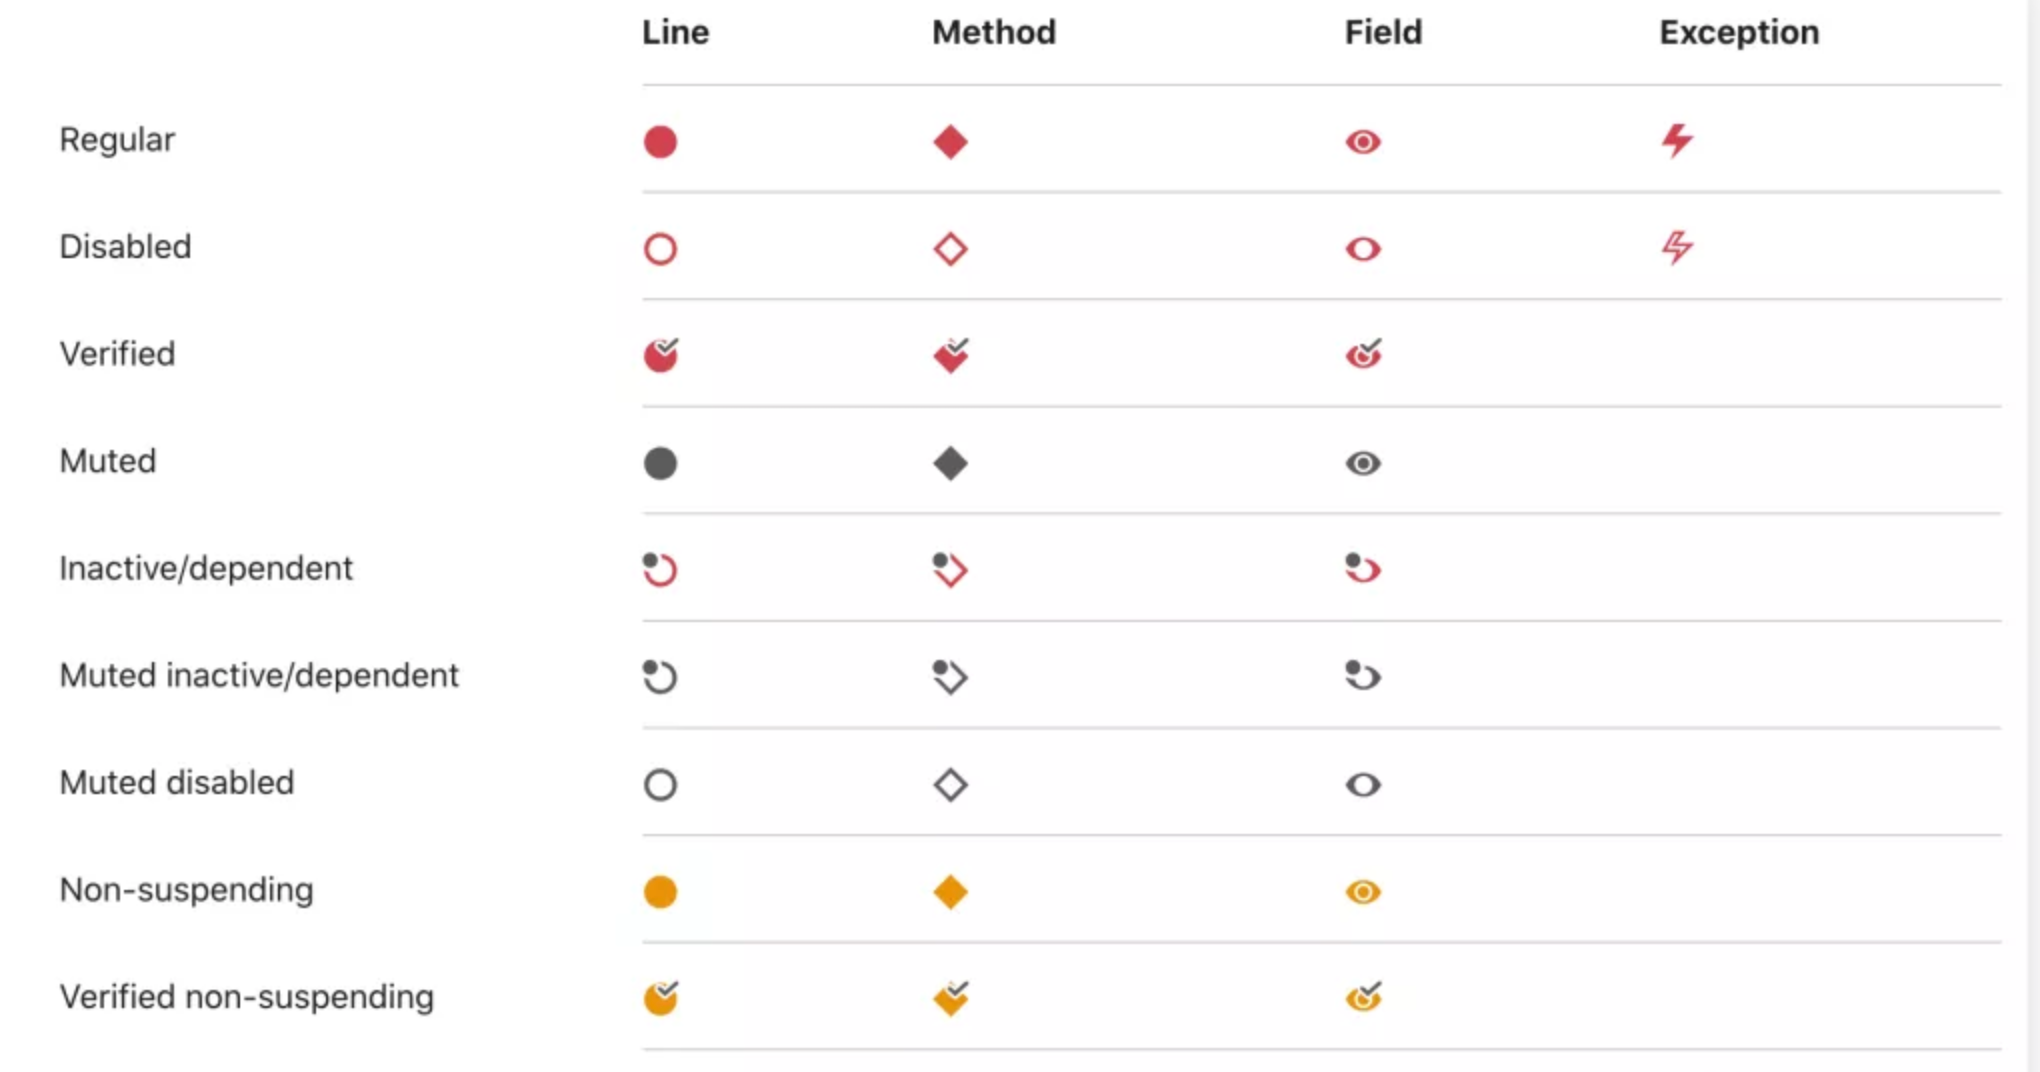 Line Method Field Exception
Regular
Disabled
Verified
Muted
Inactive/dependent
Muted inactive/dependent
Muted disabled
Non-suspending
Verified non-suspending